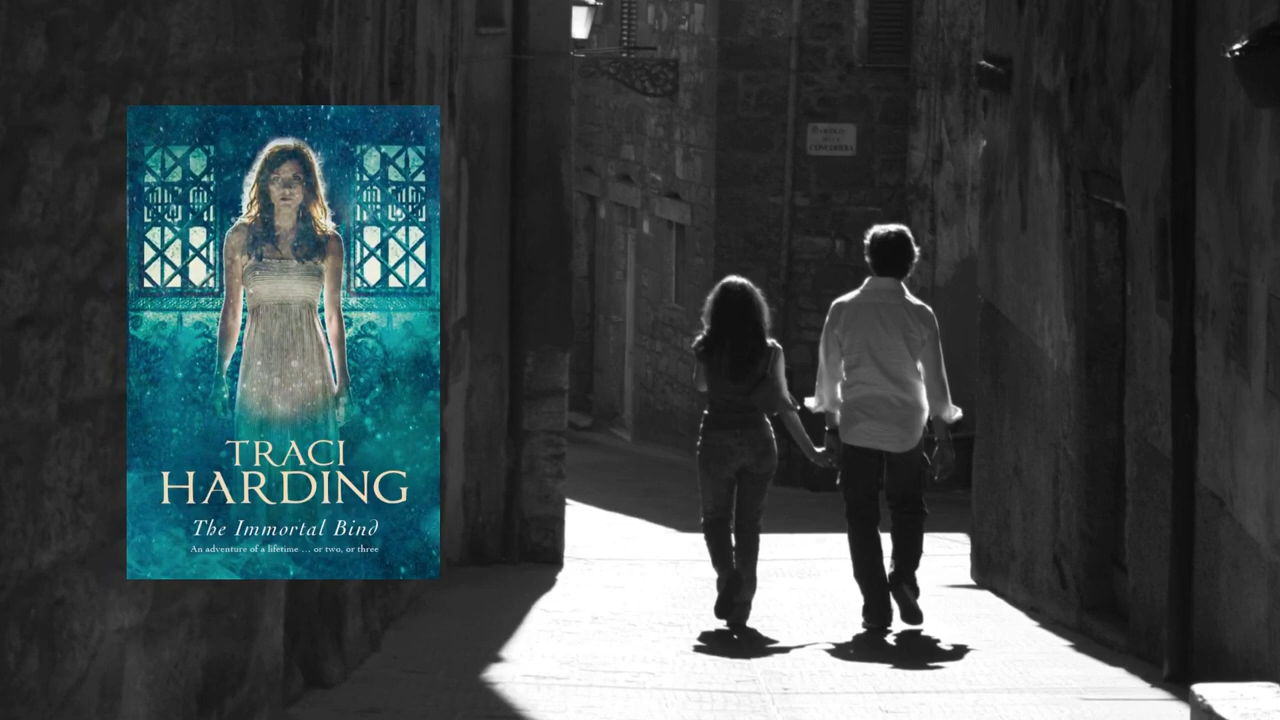 TRACI
HARDING
The Immortal Bind
An adventure of a lifetime ... or two, or three